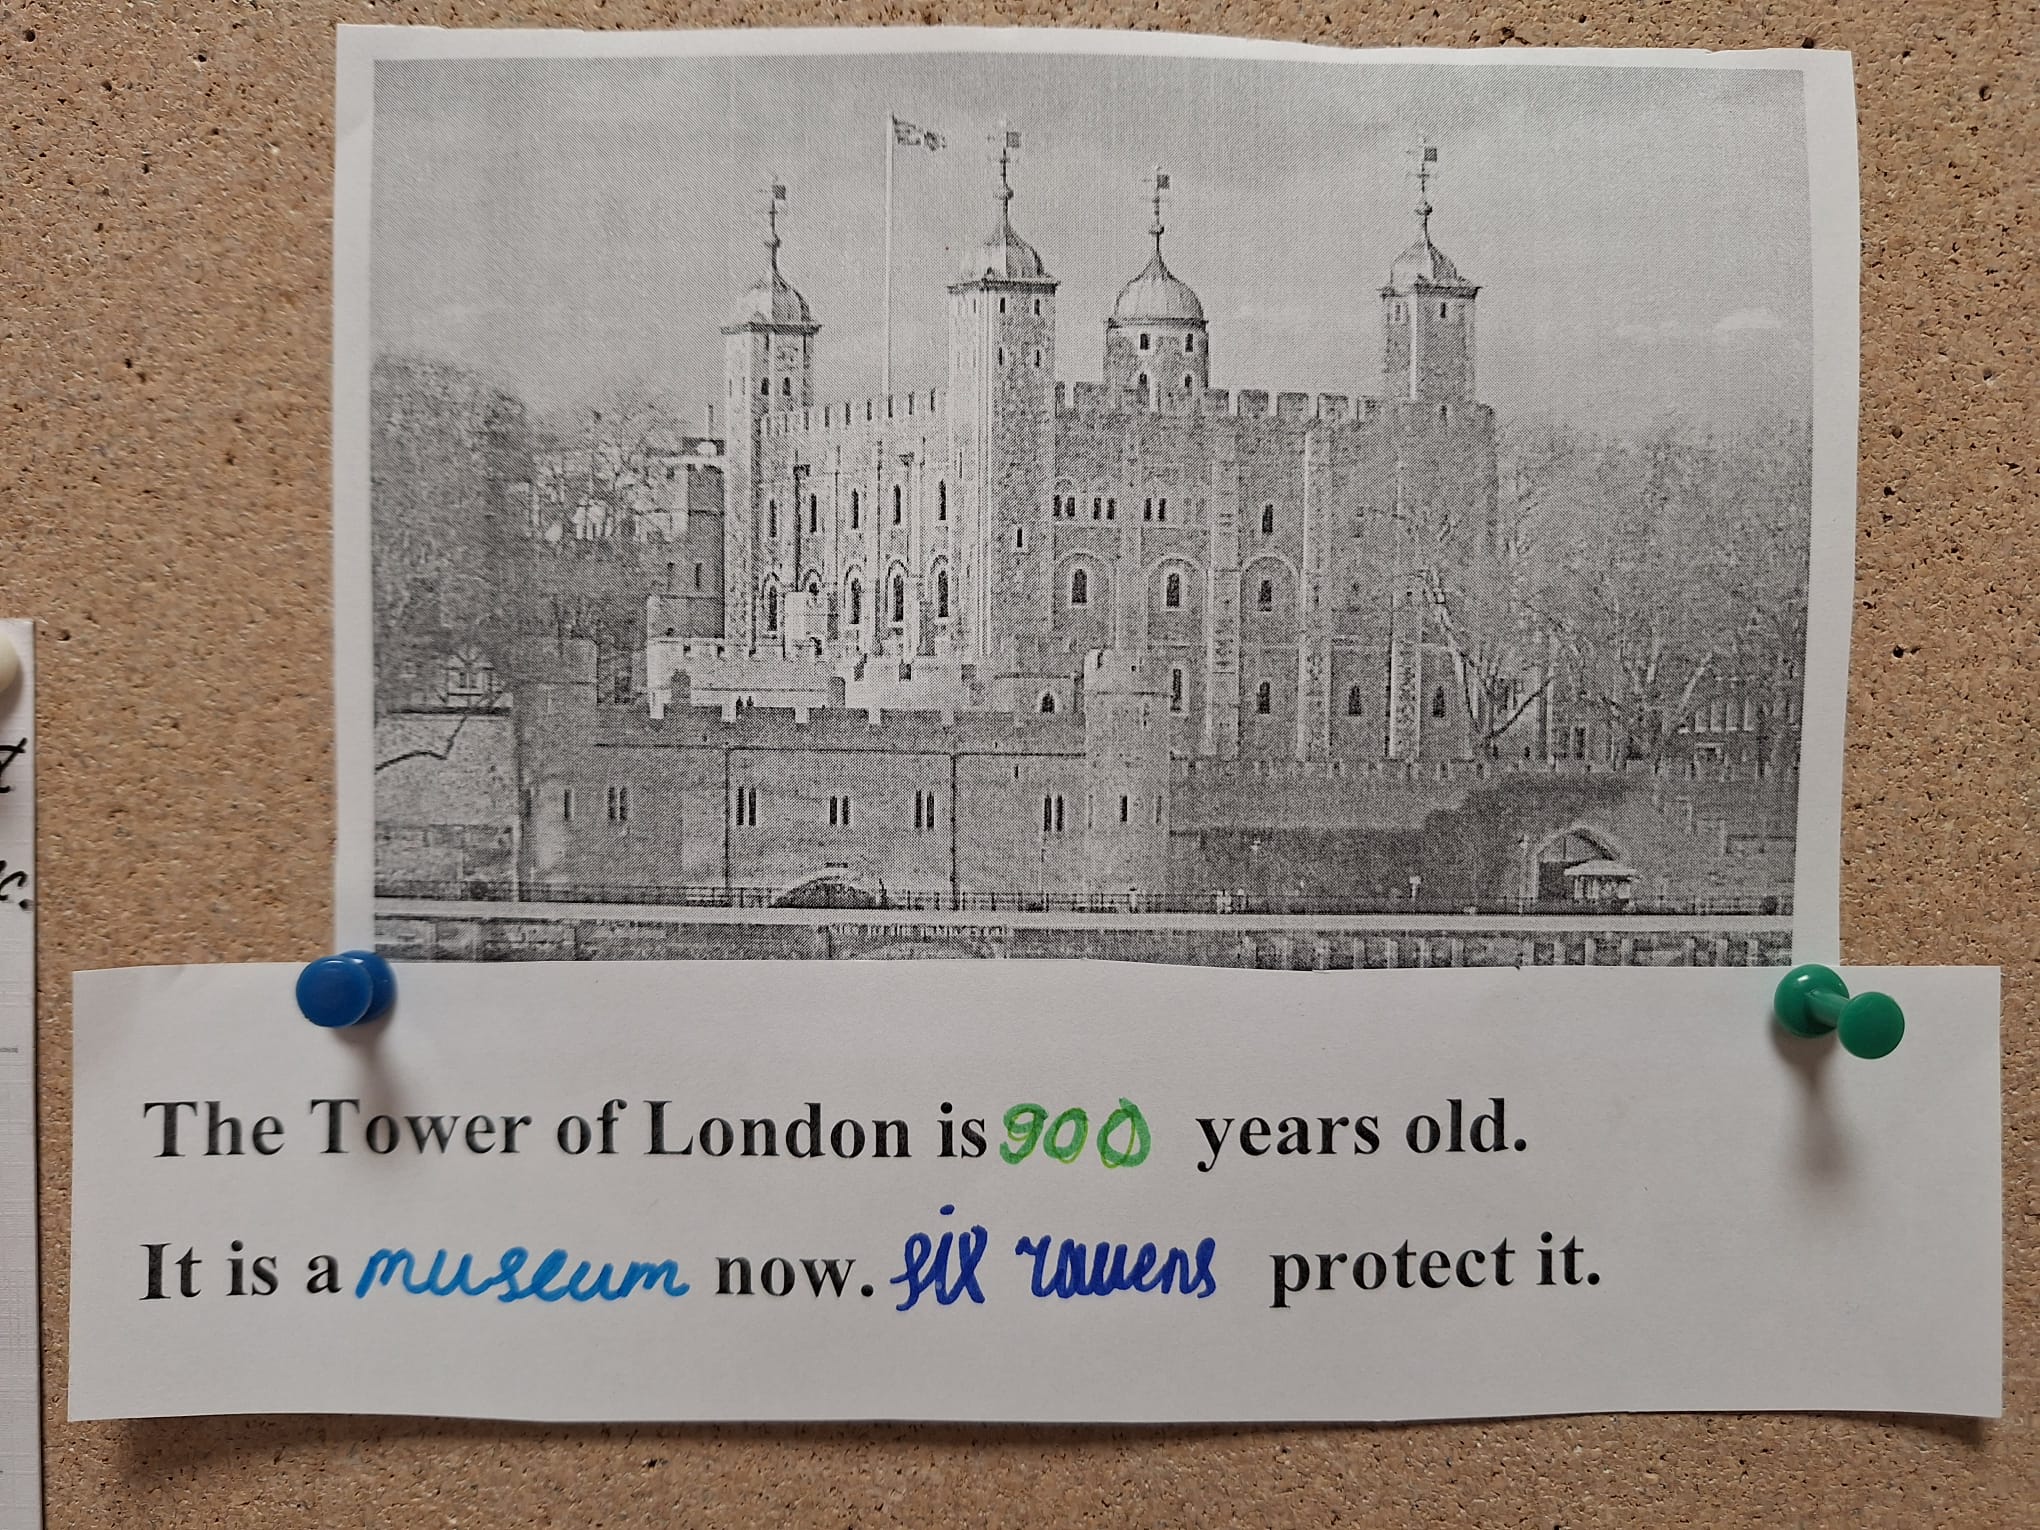 The Tower of London is 900 years old.
It is a museum now. six ravens protect it.